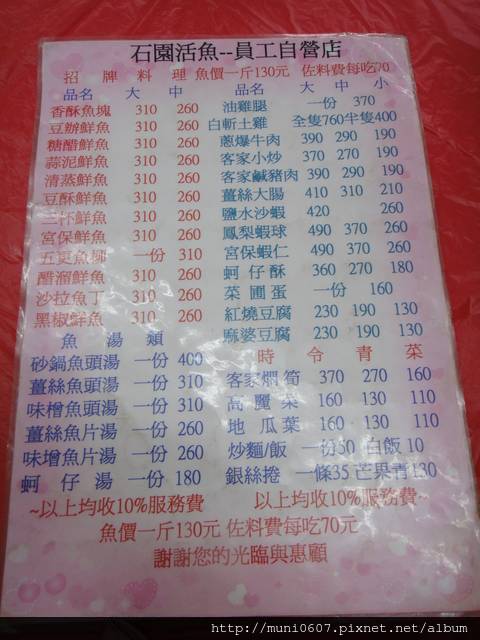 石園活魚--員工自營店
招牌料理 魚價一斤130元 佐料費每吃70
品名 大 中
香酥魚塊 310 260
豆瓣鮮魚 310 260
糖醋鮮魚 310 260
蒜泥鮮魚 310 260
清蒸鮮魚 310 260
豆酥鮮魚 310 260
三杯鮮魚 310 260
宮保鮮魚 310 260
五更魚柳 一份 310
醋溜鮮魚 310 260
沙拉魚丁 310 260
黑椒鮮魚 310 260
魚湯類
砂鍋魚頭湯 一份 400
薑絲魚頭湯 一份 310
味增魚頭湯 一份 310
薑絲魚片湯 一份 260
味增魚片湯 一份 260
蚵仔湯 一份 180
~以上均收10%服務費
品名 大 中 小
油雞腿 一份 370
白斬土雞 全隻760半隻400
蔥爆牛肉 390 290 190
客家小炒 370 270 190
客家鹹豬肉 390 290 190
薑絲大腸 410 310 210
鹽水沙蝦 420 260
鳳梨蝦球 490 370 260
宮保蝦仁 490 370 260
蚵仔酥 360 270 180
菜圃蛋 一份 160
紅燒豆腐 230 190 130
麻婆豆腐 230 190 130
時令青菜
客家燜筍 370 270 160
高麗菜 160 130 110
地瓜葉 160 130 110
炒麵/飯 一份50 白飯10
銀絲捲 一條35 芒果青130
以上均收10%服務費~
魚價一斤130元 佐料費每吃70元
謝謝您的光臨與惠顧
http://muni0607.pixnet.net/album